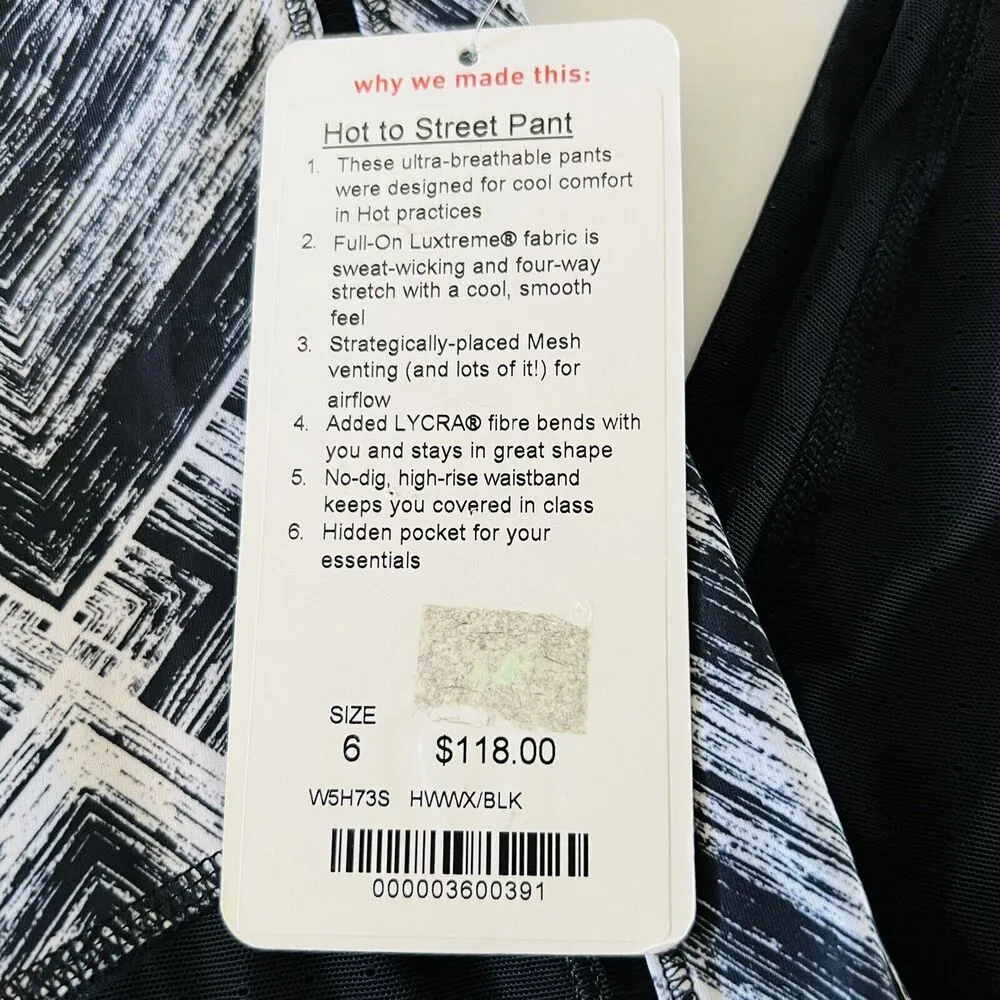 why we made this:
Hot to Street Pant
1. These ultra-breathable pants
were designed for cool comfort
in Hot practices
2. Full-On Luxtreme® fabric is
sweat-wicking and four-way
stretch with a cool, smooth
feel
3. Strategically-placed Mesh
venting (and lots of it!) for
airflow
4. Added LYCRA® fibre bends with
you and stays in great shape
5. No-dig, high-rise waistband
keeps you covered in class
6. Hidden pocket for your
essentials
SIZE
6 $118.00
W5H73S HWWX/BLK
000003600391